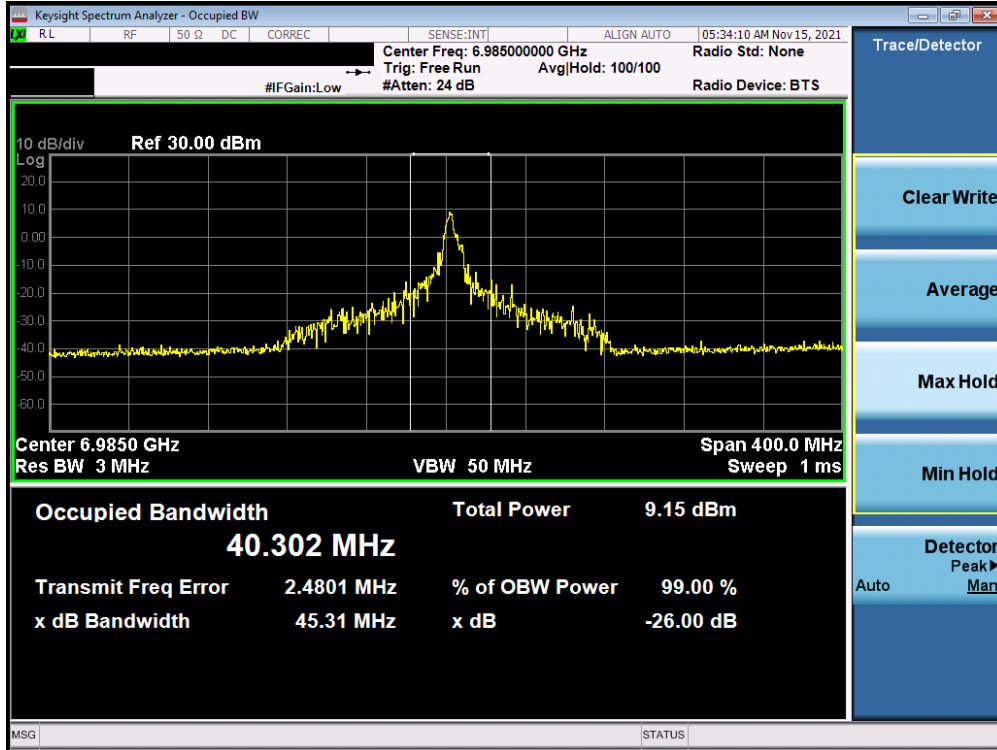 Keysight Spectrum Analyzer - Occupied BW
LXI RL RF 50 Ω DC CORREC SENSE:INT ALIGN AUTO 05:34:10 AM Nov 15, 2021
Center Freq: 6.985000000 GHz Radio Std: None
Trig: Free Run Avg|Hold: 100/100
#IFGain:Low #Atten: 24 dB Radio Device: BTS
10 dB/div Ref 30.00 dBm
Log
20.0
10.0
0.00
-10.0
-20.0
-30.0
-40.0
-50.0
-60.0
Center 6.9850 GHz Span 400.0 MHz
Res BW 3 MHz VBW 50 MHz Sweep 1 ms
Occupied Bandwidth Total Power 9.15 dBm
40.302 MHz
Transmit Freq Error 2.4801 MHz % of OBW Power 99.00 %
x dB Bandwidth 45.31 MHz x dB -26.00 dB
MSG STATUS
Trace/Detector
Clear Write
Average
Max Hold
Min Hold
Detector
Peak
Auto Man